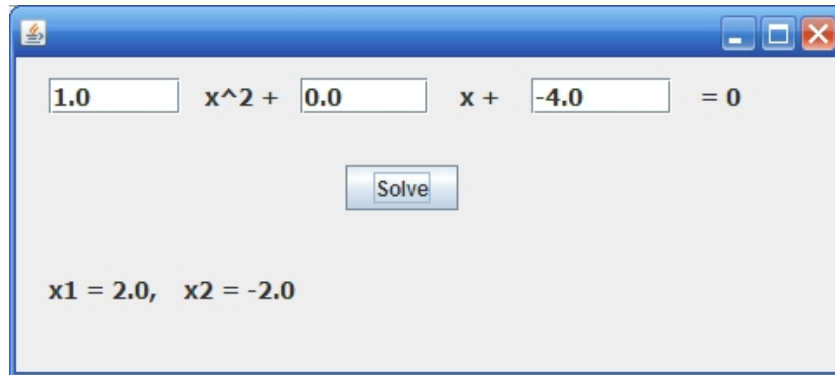 1.0 x^2 + 0.0 x + -4.0 = 0
Solve
x1 = 2.0, x2 = -2.0